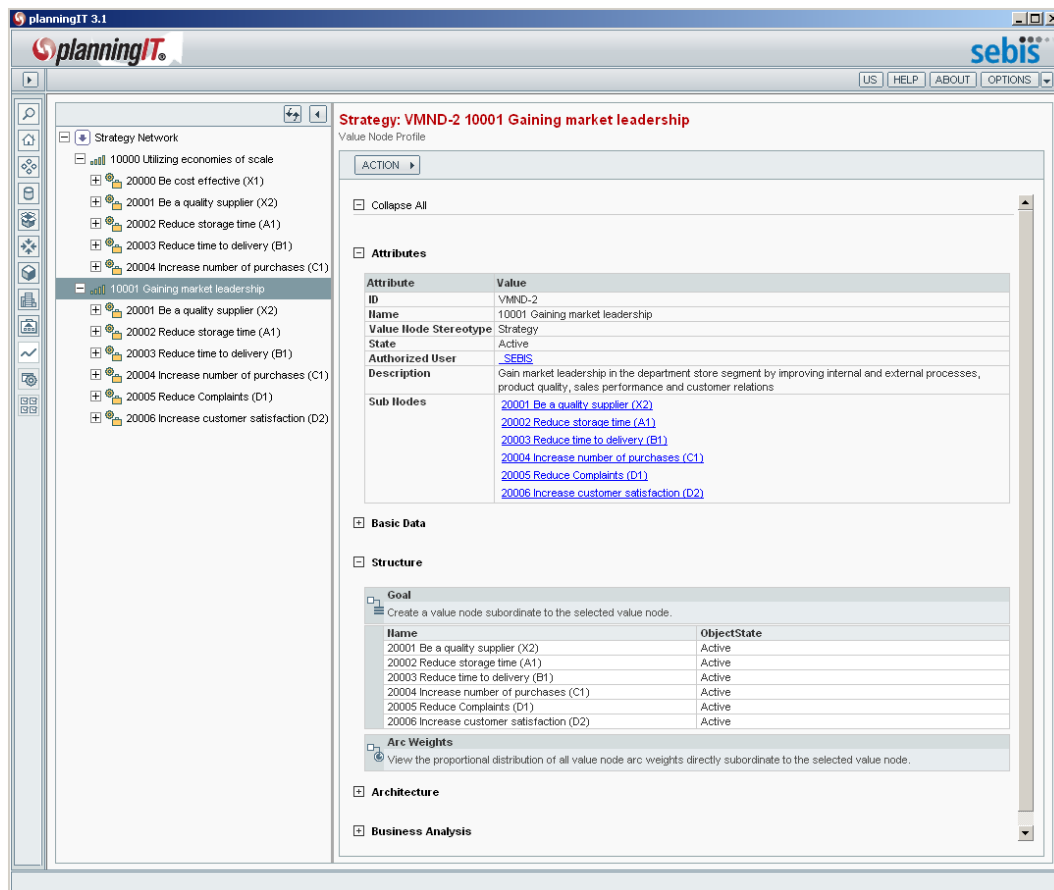 planningIT 3.1
planningIT®
sebis
US HELP ABOUT OPTIONS
Strategy Network
10000 Utilizing economies of scale
20000 Be cost effective (X1)
20001 Be a quality supplier (X2)
20002 Reduce storage time (A1)
20003 Reduce time to delivery (B1)
20004 Increase number of purchases (C1)
10001 Gaining market leadership
20001 Be a quality supplier (X2)
20002 Reduce storage time (A1)
20003 Reduce time to delivery (B1)
20004 Increase number of purchases (C1)
20005 Reduce Complaints (D1)
20006 Increase customer satisfaction (D2)
Strategy: VMND-2 10001 Gaining market leadership
Value Node Profile
ACTION
Collapse All
Attributes
Attribute Value
ID VMND-2
Name 10001 Gaining market leadership
Value Node Stereotype Strategy
State Active
Authorized User _SEBIS
Description Gain market leadership in the department store segment by improving internal and external processes,
product quality, sales performance and customer relations
Sub Nodes 20001 Be a quality supplier (X2)
20002 Reduce storage time (A1)
20003 Reduce time to delivery (B1)
20004 Increase number of purchases (C1)
20005 Reduce Complaints (D1)
20006 Increase customer satisfaction (D2)
Basic Data
Structure
Goal
Create a value node subordinate to the selected value node.
Name ObjectState
20001 Be a quality supplier (X2) Active
20002 Reduce storage time (A1) Active
20003 Reduce time to delivery (B1) Active
20004 Increase number of purchases (C1) Active
20005 Reduce Complaints (D1) Active
20006 Increase customer satisfaction (D2) Active
Arc Weights
View the proportional distribution of all value node arc weights directly subordinate to the selected value node.
Architecture
Business Analysis